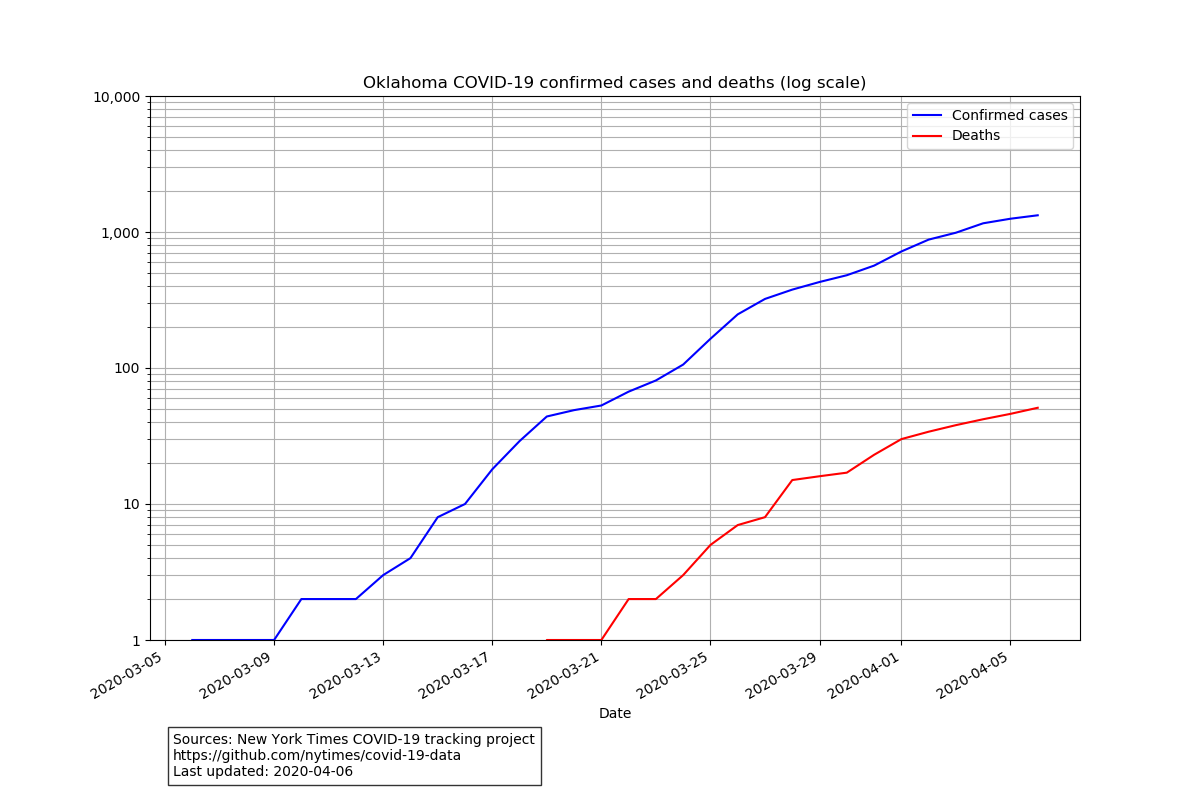 Oklahoma COVID-19 confirmed cases and deaths (log scale)
10,000
1,000
100
10
1
Confirmed cases
Deaths
2020-03-05
2020-03-09
2020-03-13
2020-03-17
2020-03-21
2020-03-25
2020-03-29
2020-04-01
2020-04-05
Date
Sources: New York Times COVID-19 tracking project
https://github.com/nytimes/covid-19-data
Last updated: 2020-04-06